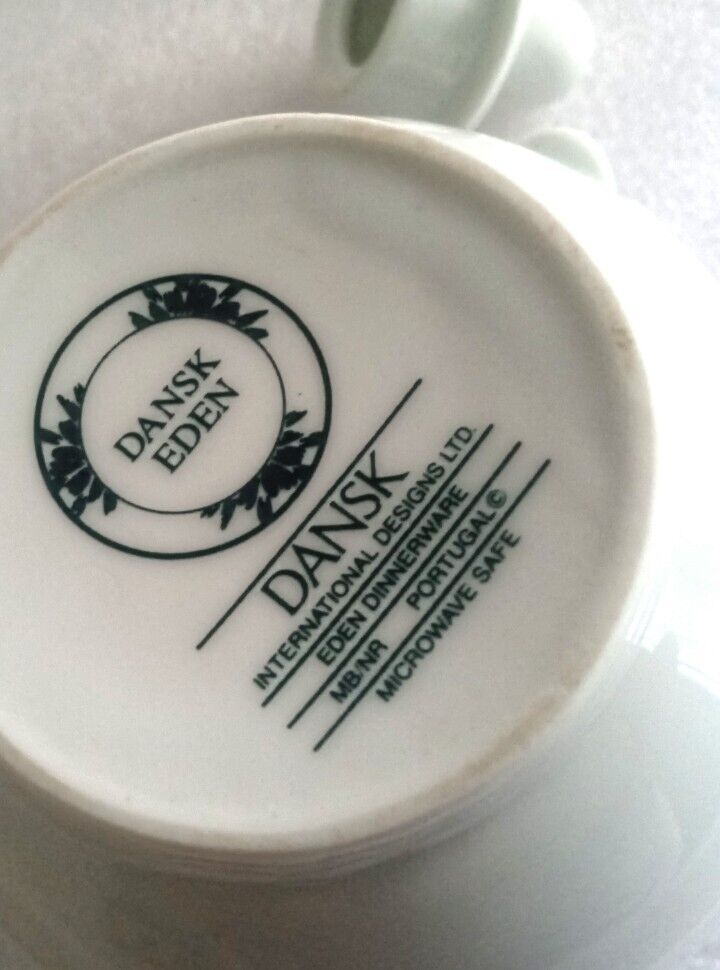 DANSK
EDEN
DANSK
INTERNATIONAL DESIGNS LTD.
EDEN DINNERWARE
MB/NR PORTUGAL ©
MICROWAVE SAFE